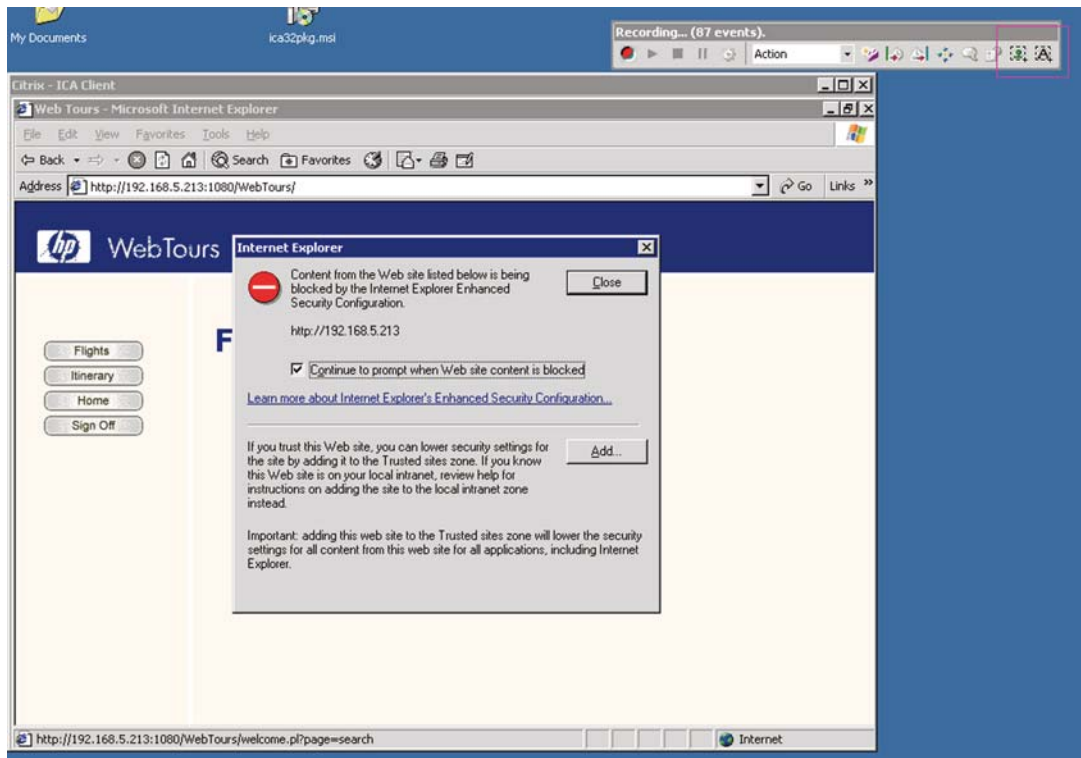 My Documents
ica32pkg.msi
Recording... (87 events).
Action
Citrix - ICA Client
Web Tours - Microsoft Internet Explorer
File Edit View Favorites Tools Help
Back Search Favorites
Address http://192.168.5.213:1080/WebTours/ Go Links »
hp WebTours
Internet Explorer
Content from the Web site listed below is being
blocked by the Internet Explorer Enhanced
Security Configuration.
Close
http://192.168.5.213
F
Continue to prompt when Web site content is blocked
Learn more about Internet Explorer's Enhanced Security Configuration...
Flights
Itinerary
Home
Sign Off
If you trust this Web site, you can lower security settings for
the site by adding it to the Trusted sites zone. If you know
this Web site is on your local intranet, review help for
instructions on adding the site to the local intranet zone
instead.
Add...
Important: adding this web site to the Trusted sites zone will lower the security
settings for all content from this web site for all applications, including Internet
Explorer.
http://192.168.5.213:1080/WebTours/welcome.pl?page=search
Internet